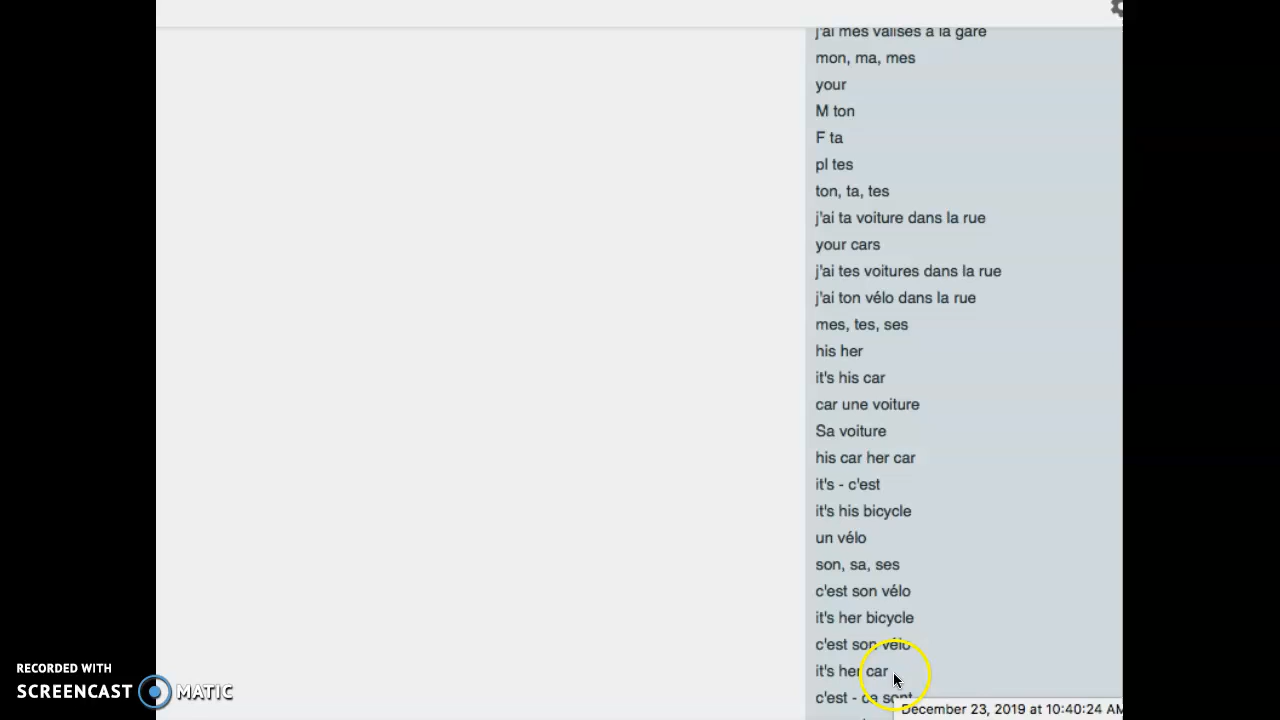 j'ai mes valises à la gare
mon, ma, mes
your
M ton
F ta
pl tes
ton, ta, tes
j'ai ta voiture dans la rue
your cars
j'ai tes voitures dans la rue
j'ai ton vélo dans la rue
mes, tes, ses
his her
it's his car
car une voiture
Sa voiture
his car her car
it's - c'est
it's his bicycle
un vélo
son, sa, ses
c'est son vélo
it's her bicycle
c'est son vélo
it's her car
c'est - ce sont
December 23, 2019 at 10:40:24 AM
RECORDED WITH
SCREENCAST MATIC